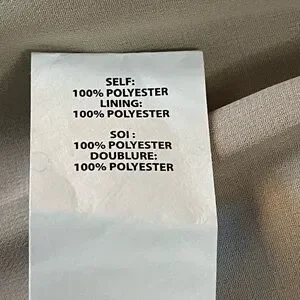 SELF:
100% POLYESTER
LINING:
100% POLYESTER
SOI :
100% POLYESTER
DOUBLURE:
100% POLYESTER